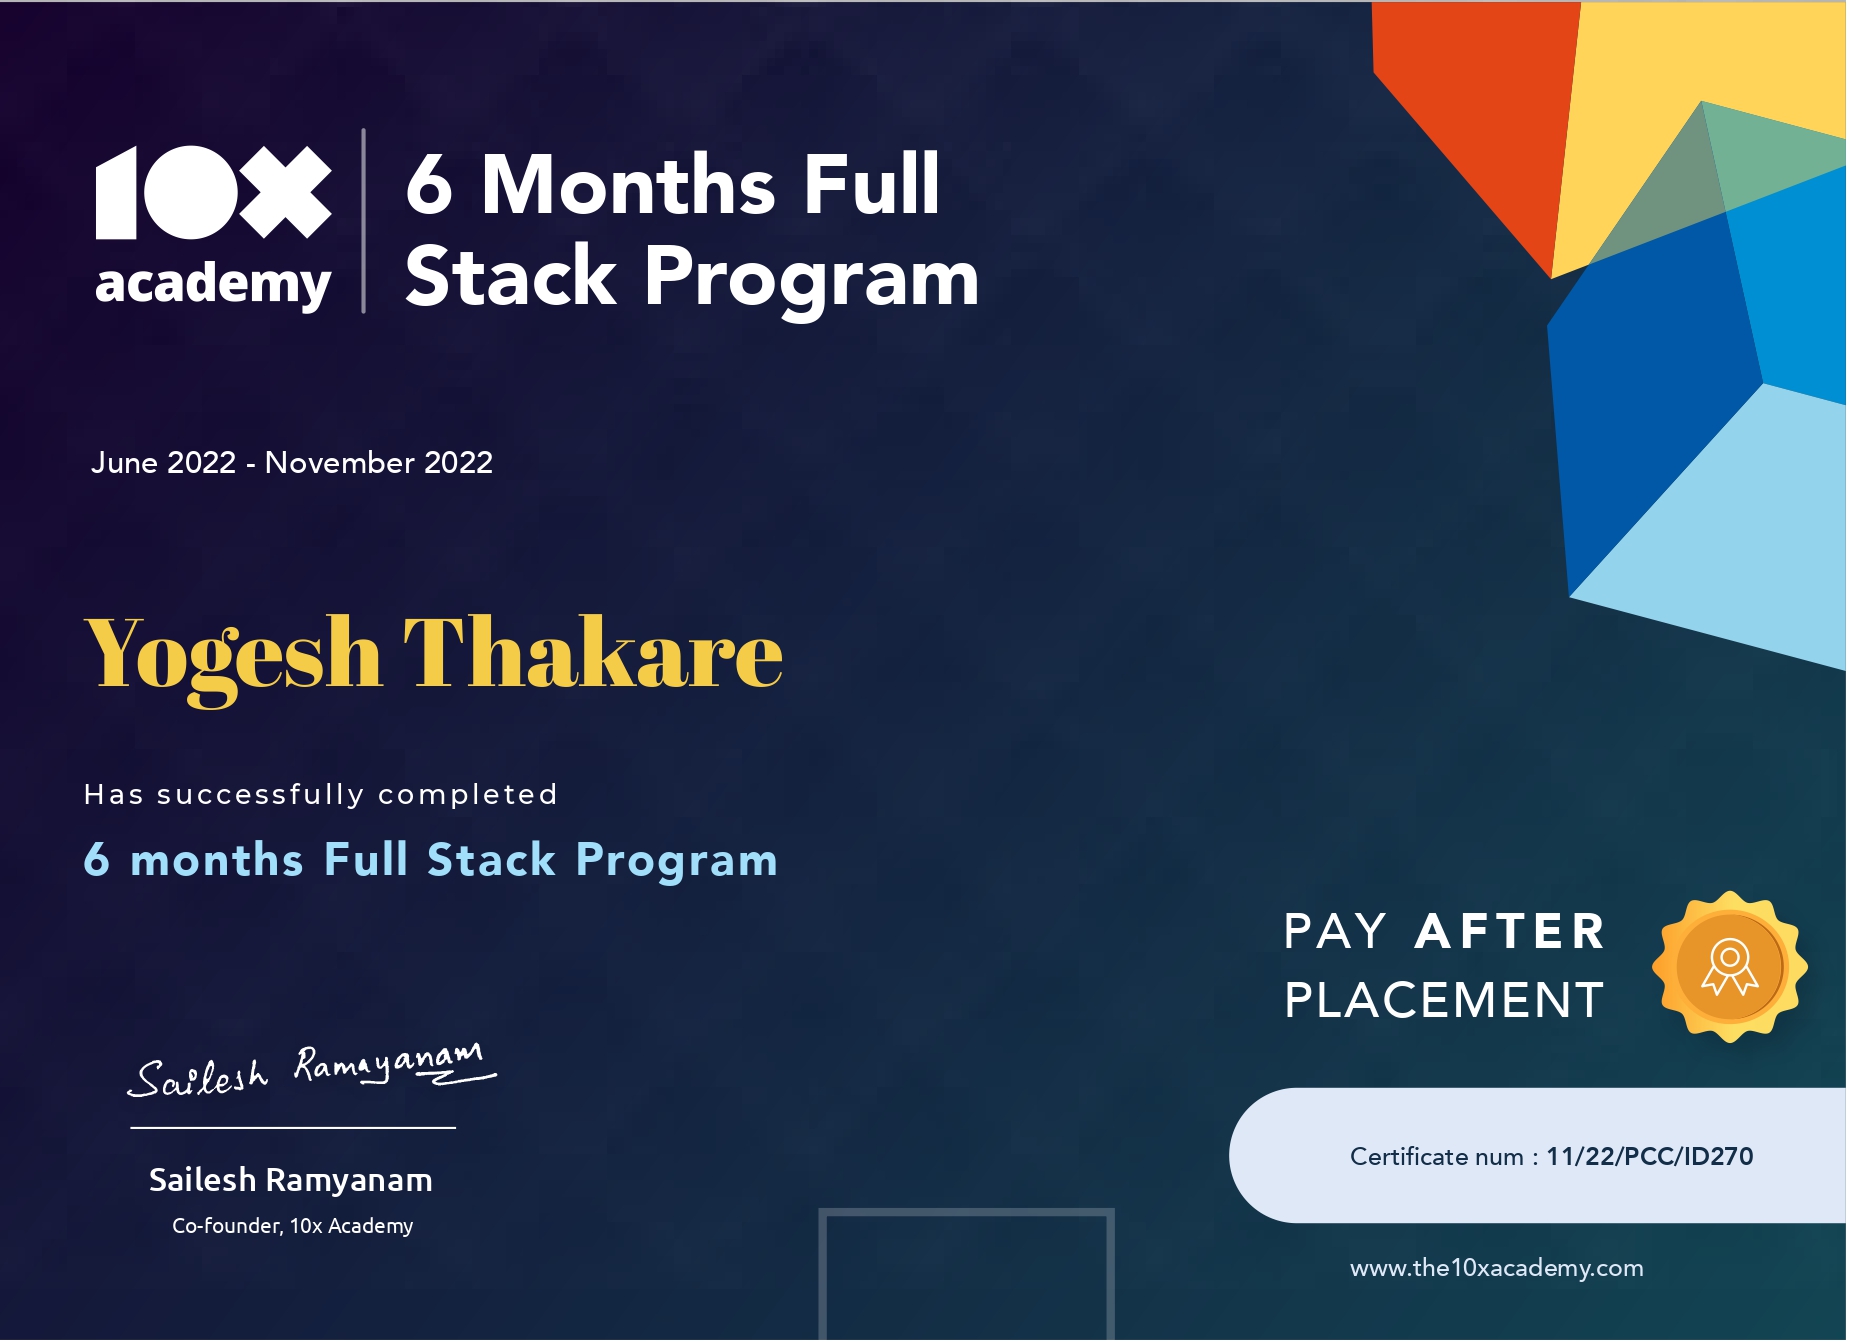 10x
academy
6 Months Full
Stack Program
June 2022 - November 2022
Yogesh Thakare
Has successfully completed
6 months Full Stack Program
PAY AFTER
PLACEMENT
Sailesh Ramayanam
Sailesh Ramyanam
Co-founder, 10x Academy
Certificate num : 11/22/PCC/ID270
www.the10xacademy.com